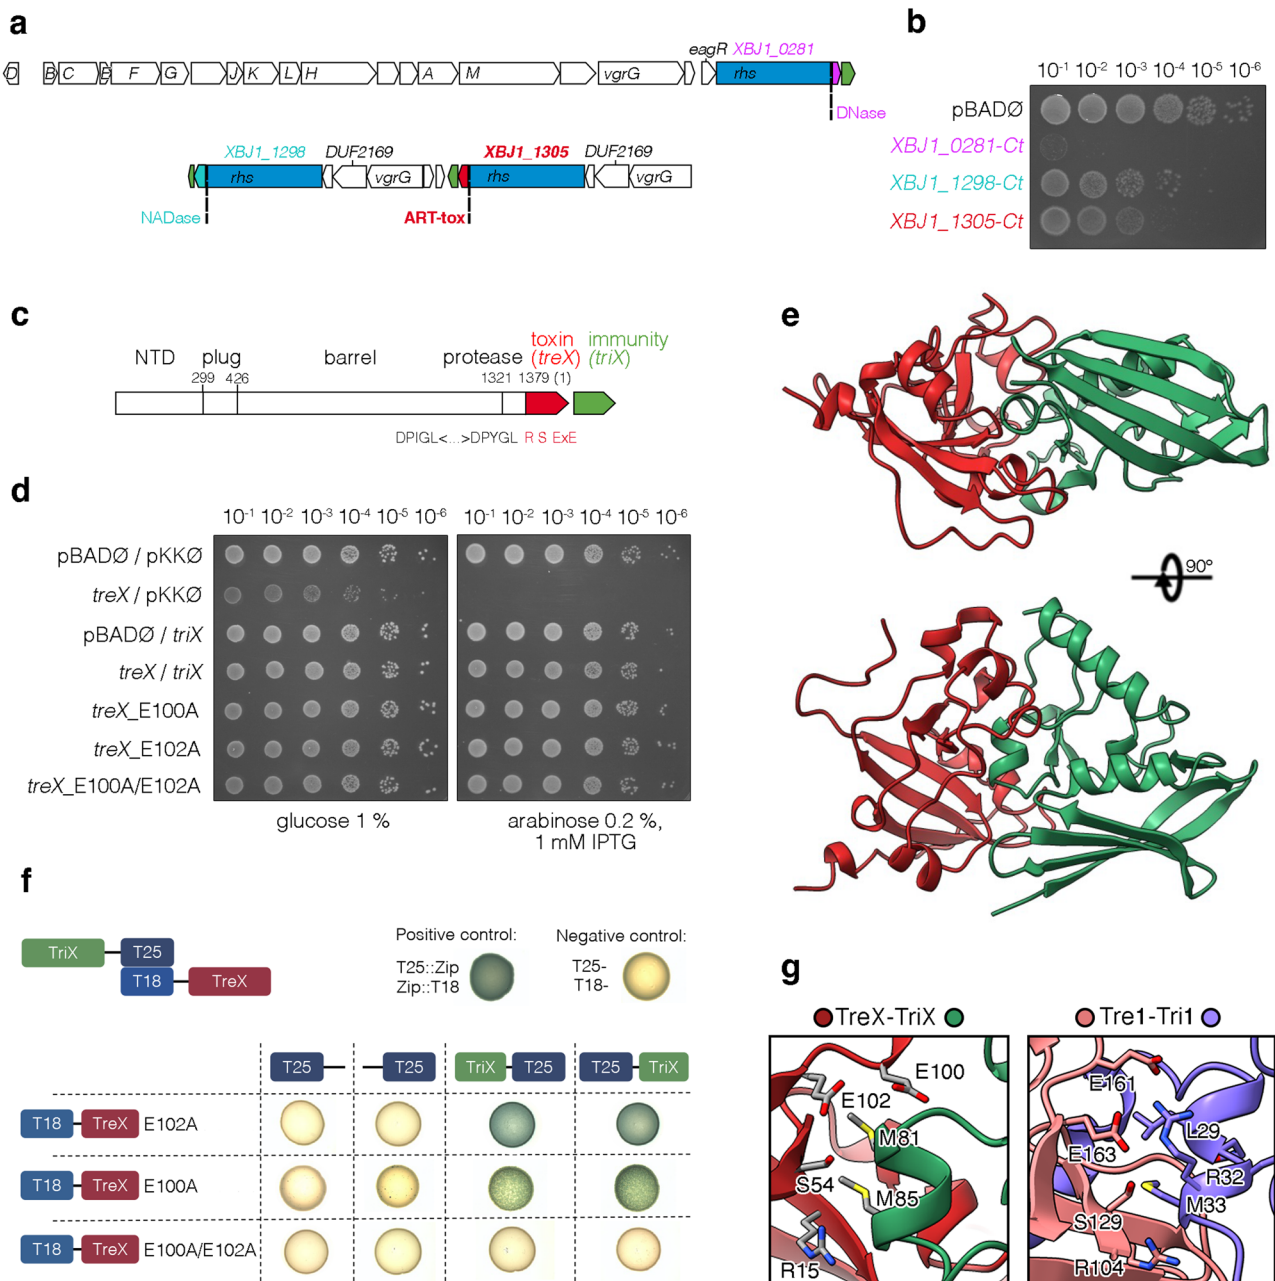 a
eagR XBJ1_0281
D B C B F G J K L H A M vgrG rhs
DNase
XBJ1_1298 DUF2169 XBJ1_1305 DUF2169
rhs vgrG rhs vgrG
NADase ART-tox
b
10-1 10-2 10-3 10-4 10-5 10-6
pBADØ
XBJ1_0281-Ct
XBJ1_1298-Ct
XBJ1_1305-Ct
c
toxin immunity
NTD plug barrel protease (treX) (triX)
299 426 1321 1379 (1)
DPIGL<...>DPYGL R S ExE
d
10-1 10-2 10-3 10-4 10-5 10-6 10-1 10-2 10-3 10-4 10-5 10-6
pBADØ / pKKØ
treX / pKKØ
pBADØ / triX
treX / triX
treX_E100A
treX_E102A
treX_E100A/E102A
glucose 1 % arabinose 0.2 %,
1 mM IPTG
e
90°
f
Positive control: Negative control:
TriX T25
T25::Zip T25-
T18 TreX
Zip::T18 T18-
T25 T25 TriX T25 T25 TriX
T18 TreX E102A
T18 TreX E100A
T18 TreX E100A/E102A
g
TreX-TriX Tre1-Tri1
E100
E102
M81
S54 M85
R15
E161
L29
E163
R32
M33
S129
R104